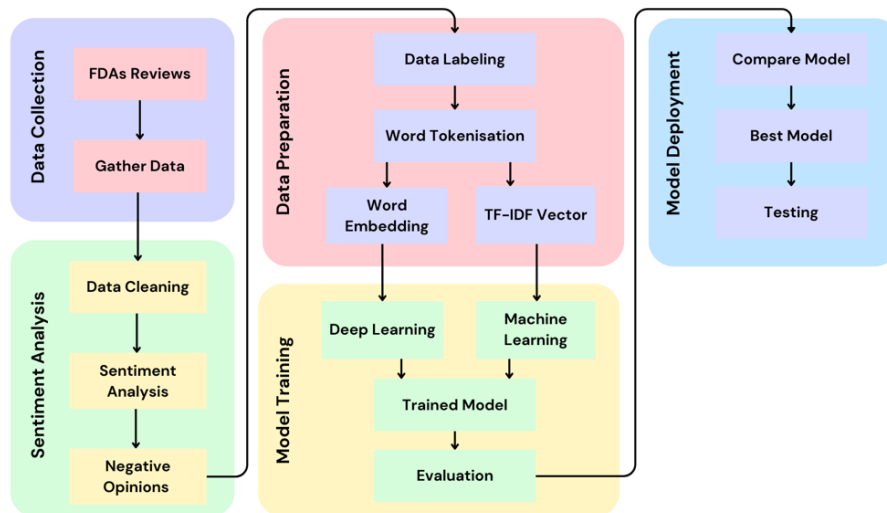 Data Collection
FDAs Reviews
Gather Data
Sentiment Analysis
Data Cleaning
Sentiment
Analysis
Negative
Opinions
Data Preparation
Data Labeling
Word Tokenisation
Word
Embedding
TF-IDF Vector
Model Training
Deep Learning
Machine
Learning
Trained Model
Evaluation
Model Deployment
Compare Model
Best Model
Testing